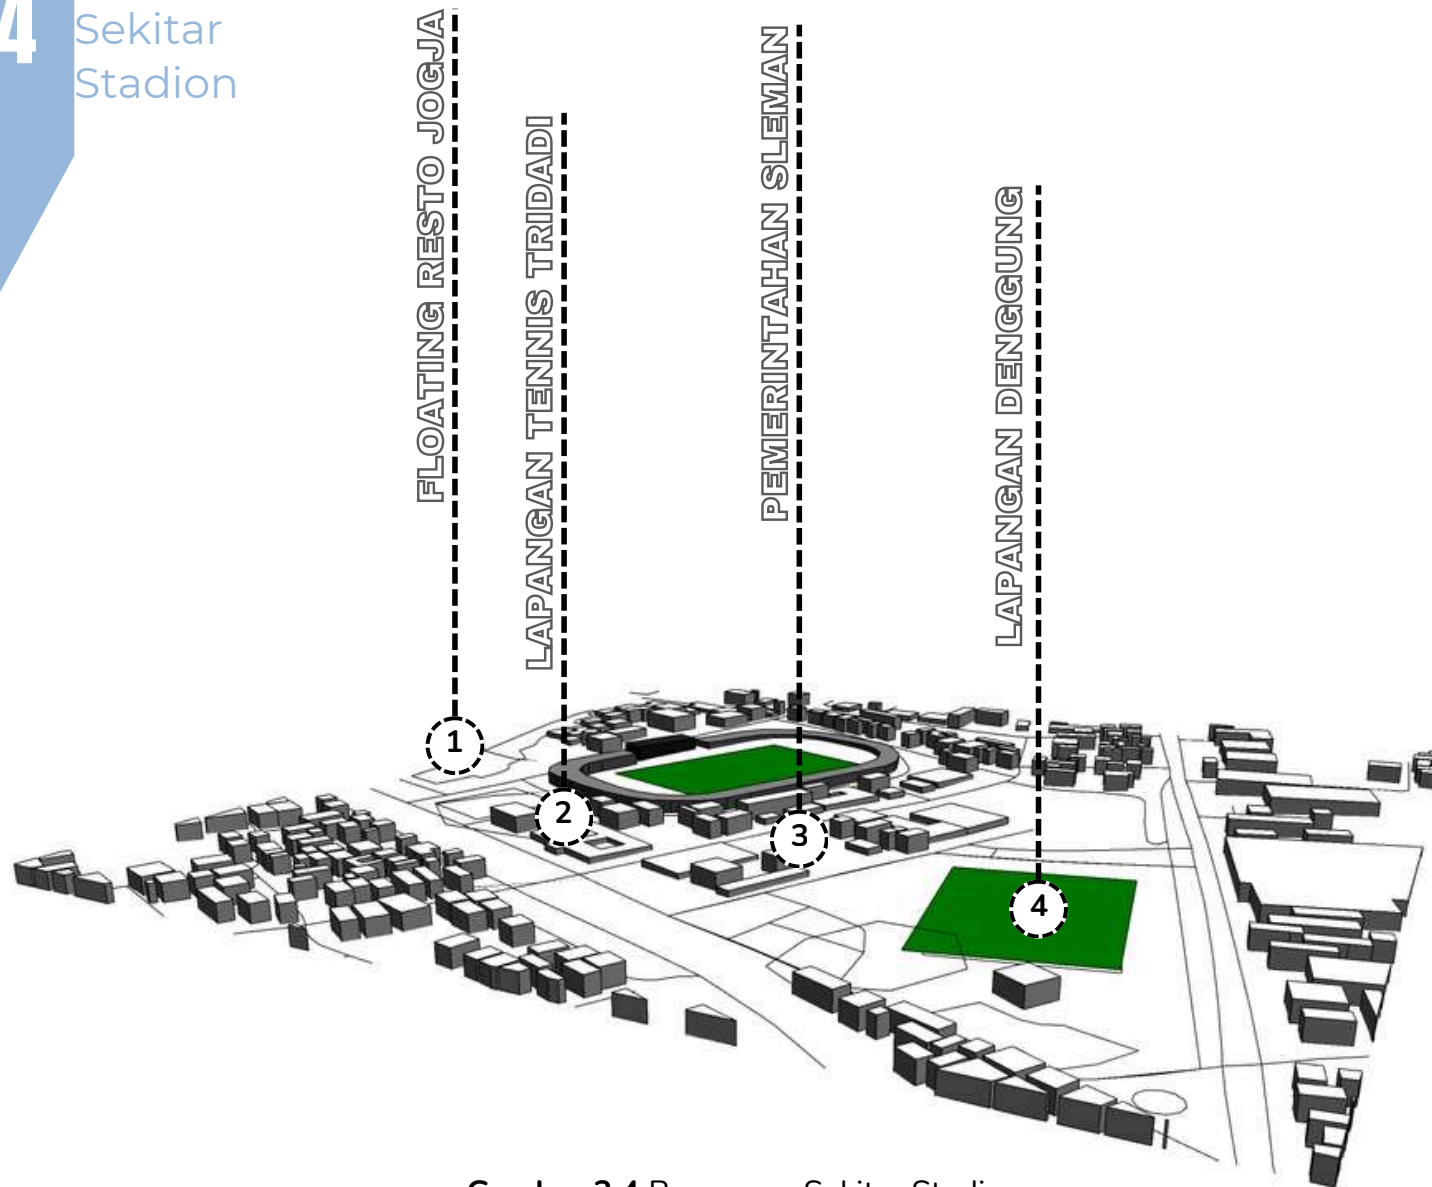 4
Sekitar
Stadion
FLOATING RESTO JOGJA
LAPANGAN TENNIS TRIDADI
PEMERINTAHAN SLEMAN
LAPANGAN DENGGUNG
1
2
3
4